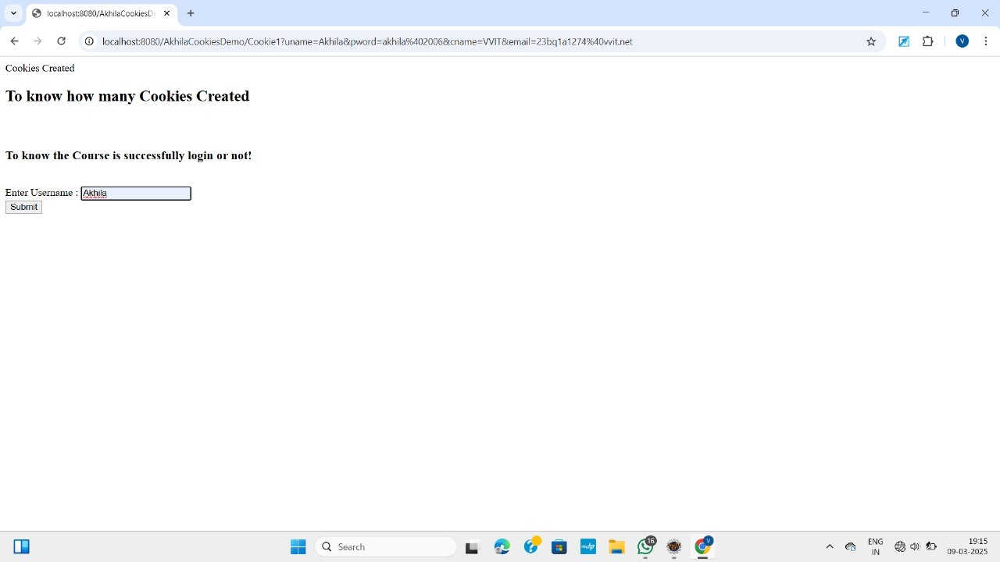 localhost:8080/AkhilaCookiesDe
localhost:8080/AkhilaCookiesDemo/Cookie1?uname=Akhila&pword=akhila%402006&cname=VVIT&email=23bq1a1274%40vvit.net
V
Cookies Created
To know how many Cookies Created
To know the Course is successfully login or not!
Enter Username : Akhila
Submit
Search
myhp
16
V
ENG
IN
19:15
09-03-2025